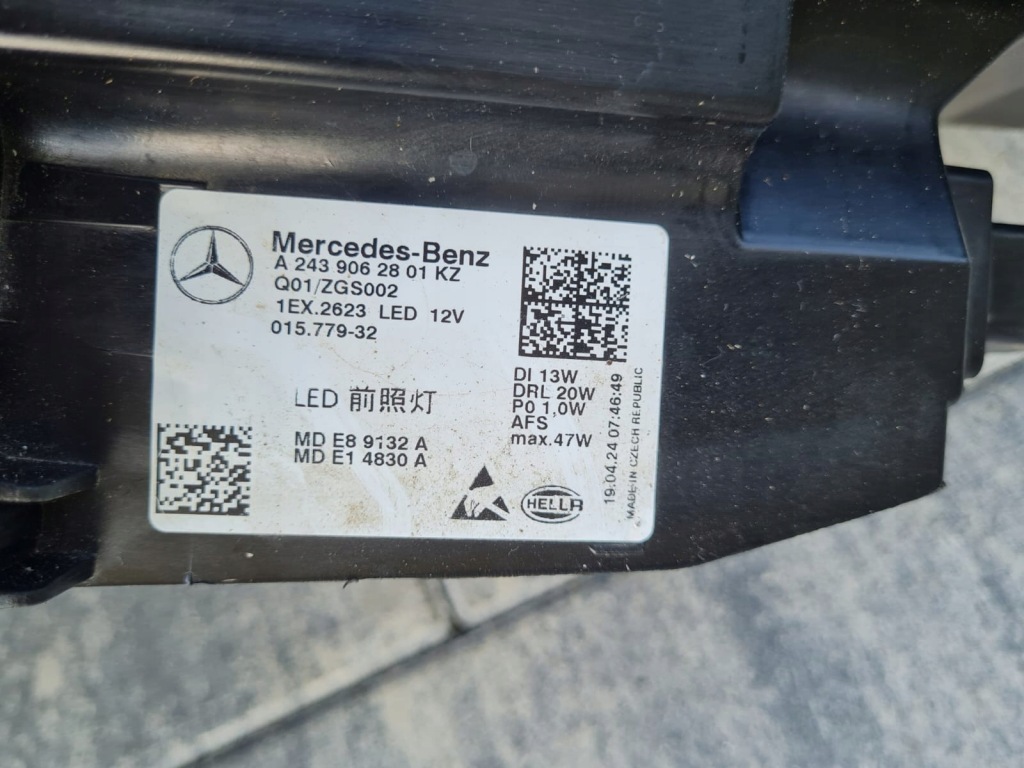 Mercedes-Benz
A 243 906 28 01 KZ
Q01/ZGS002
1EX.2623 LED 12V
015.779-32
LED 前照灯
MD E8 9132 A
MD E1 4830 A
DI 13W
DRL 20W
P0 1,0W
AFS
max.47W
HELLA
19.04.24 07:46:49
MADE IN CZECH REPUBLIC